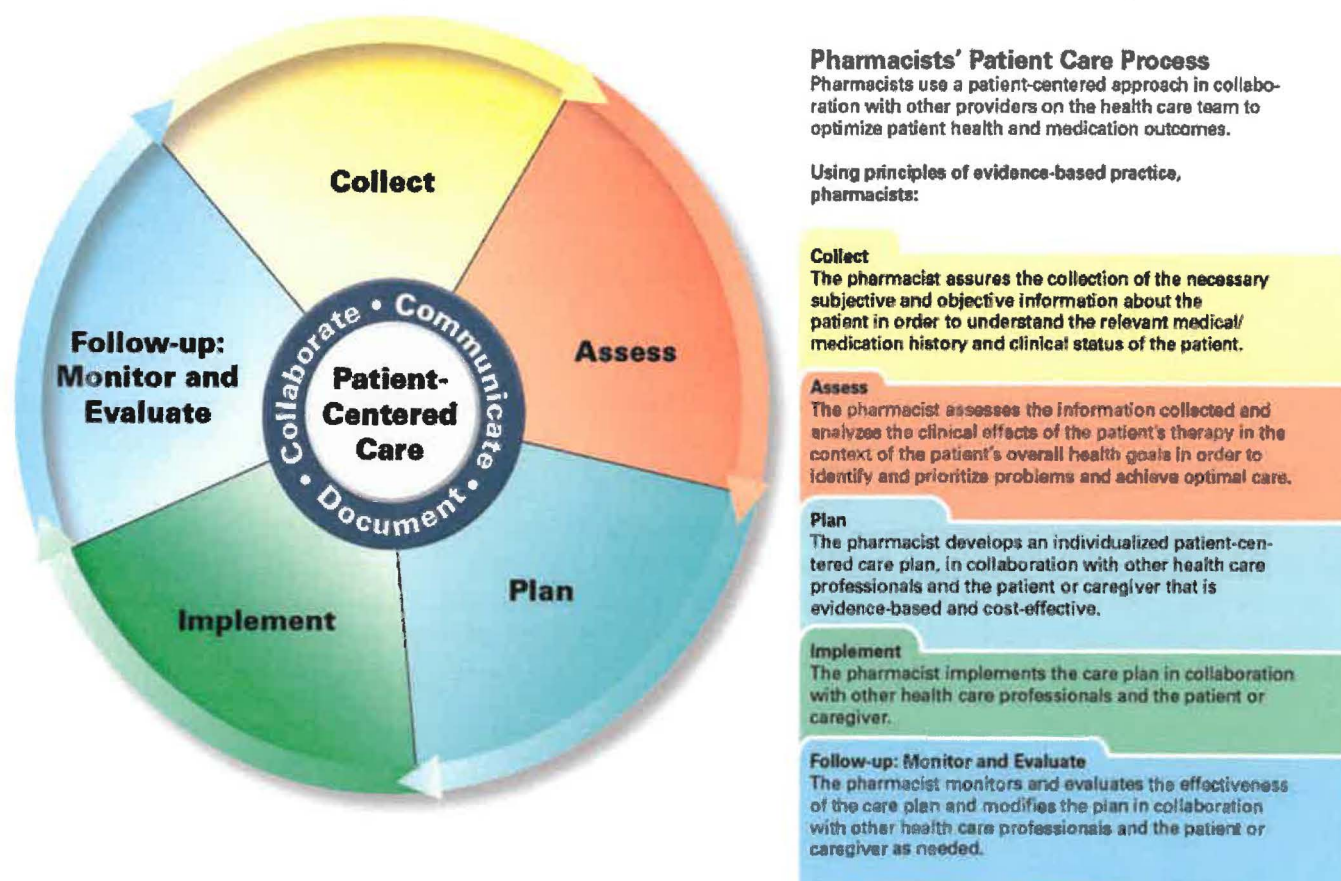 Collect
Assess
Plan
Implement
Follow-up:
Monitor and
Evaluate
• Collaborate • Communicate • Document
Patient-
Centered
Care
Pharmacists' Patient Care Process
Pharmacists use a patient-centered approach in collabo-
ration with other providers on the health care team to
optimize patient health and medication outcomes.
Using principles of evidence-based practice,
pharmacists:
Collect
The pharmacist assures the collection of the necessary
subjective and objective information about the
patient in order to understand the relevant medical/
medication history and clinical status of the patient.
Assess
The pharmacist assesses the information collected and
analyzes the clinical effects of the patient's therapy in the
context of the patient's overall health goals in order to
identify and prioritize problems and achieve optimal care.
Plan
The pharmacist develops an individualized patient-cen-
tered care plan, in collaboration with other health care
professionals and the patient or caregiver that is
evidence-based and cost-effective.
Implement
The pharmacist implements the care plan in collaboration
with other health care professionals and the patient or
caregiver.
Follow-up: Monitor and Evaluate
The pharmacist monitors and evaluates the effectiveness
of the care plan and modifies the plan in collaboration
with other health care professionals and the patient or
caregiver as needed.